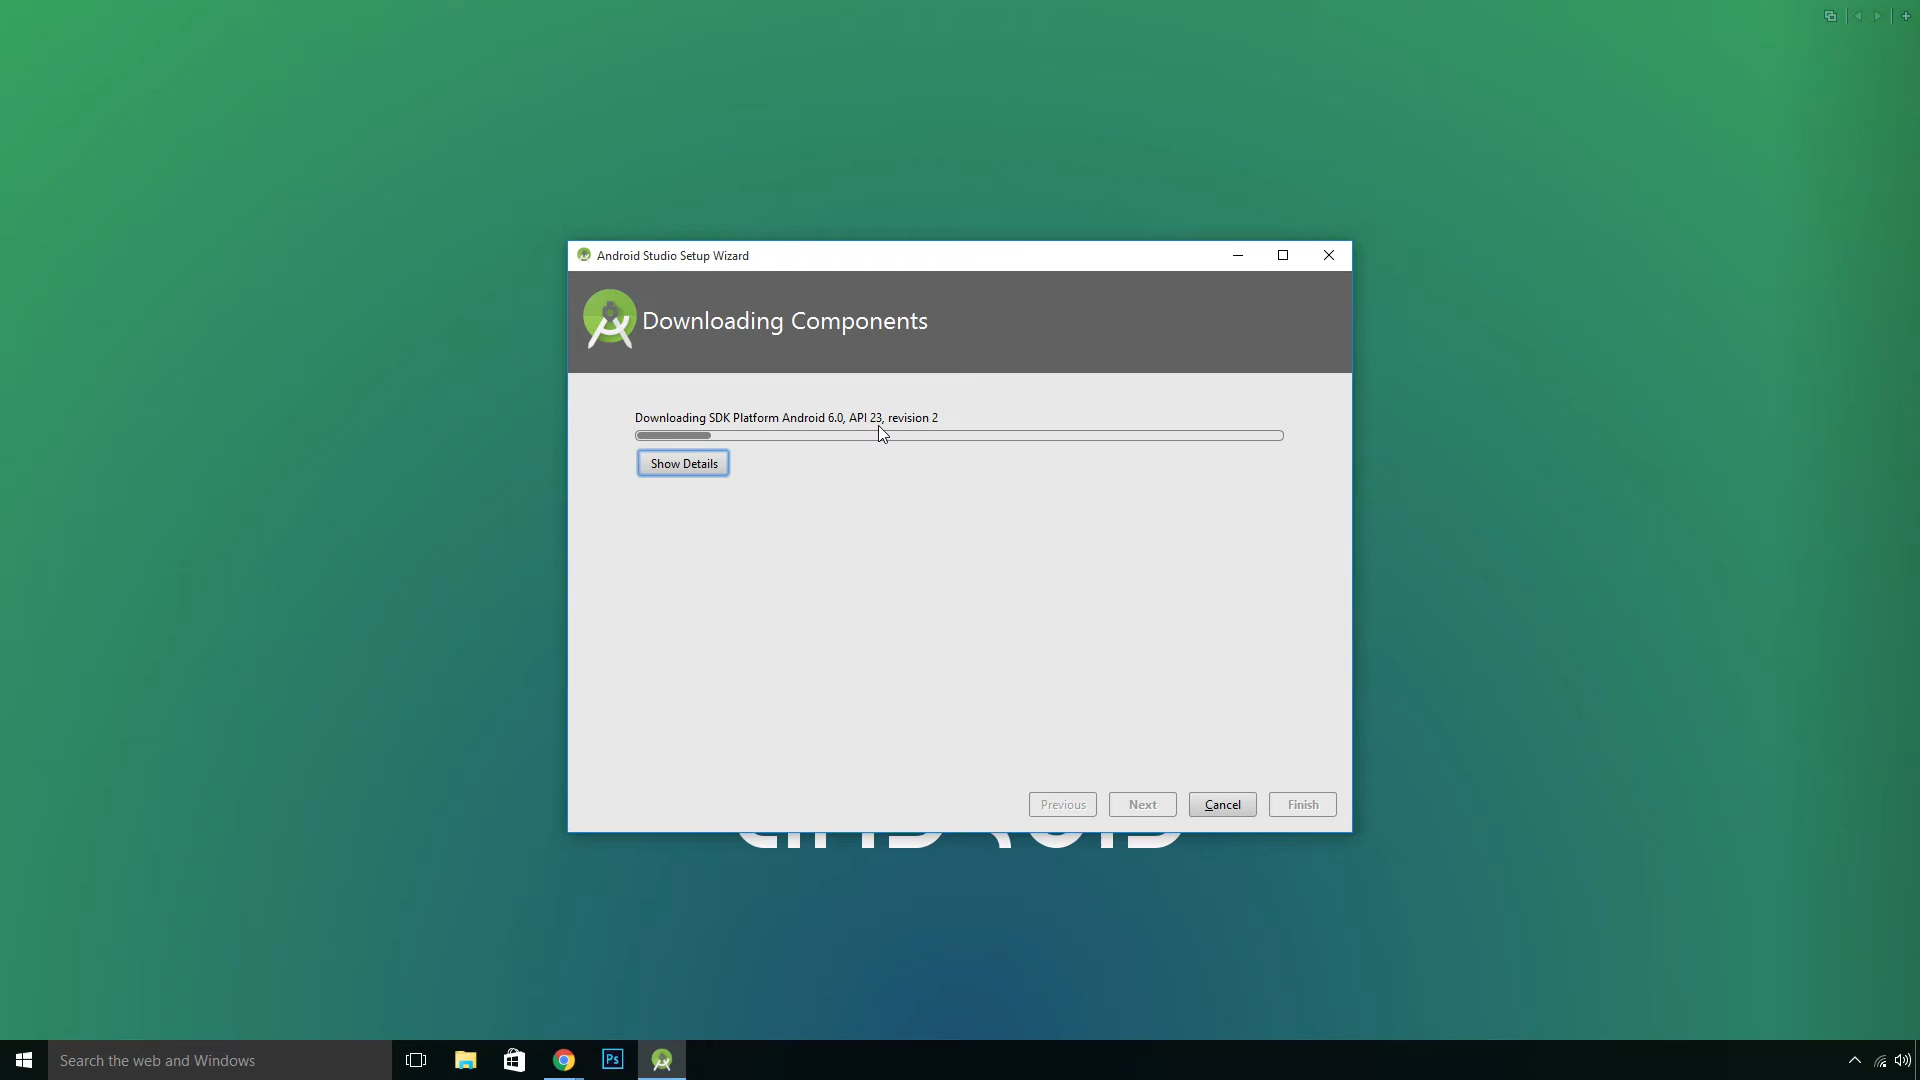 Android Studio Setup Wizard
Downloading Components
Downloading SDK Platform Android 6.0, API 23, revision 2
Show Details
Previous
Next
Cancel
Finish
Search the web and Windows
Ps